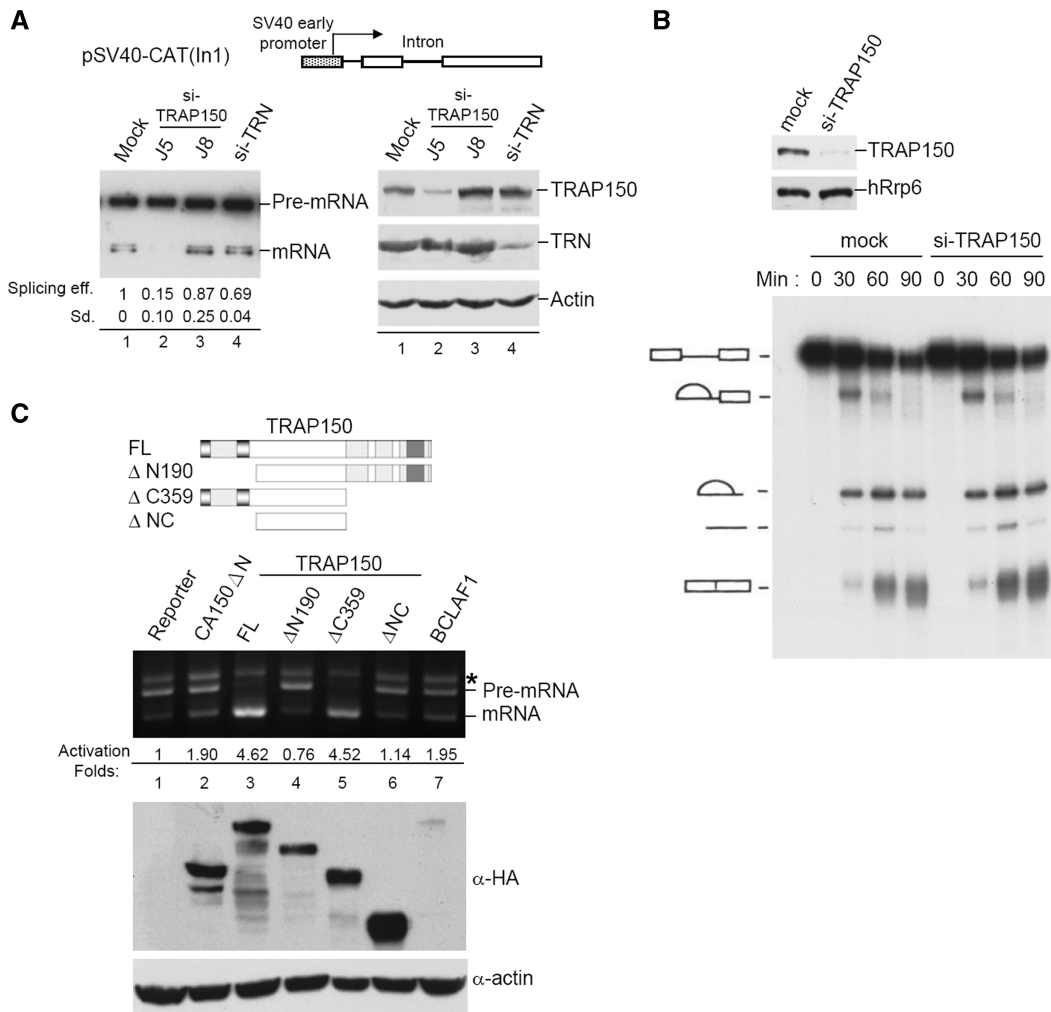 A
pSV40-CAT(In1)
SV40 early
promoter
Intron
si-
TRAP150
Mock
J5
J8
si-TRN
Pre-mRNA
mRNA
Splicing eff. 1 0.15 0.87 0.69
Sd. 0 0.10 0.25 0.04
1 2 3 4
si-
TRAP150
Mock
J5
J8
si-TRN
TRAP150
TRN
Actin
1 2 3 4
B
mock
si-TRAP150
TRAP150
hRrp6
mock si-TRAP150
Min : 0 30 60 90 0 30 60 90
C
TRAP150
FL
Δ N190
Δ C359
Δ NC
TRAP150
Reporter
CA150ΔN
FL
ΔN190
ΔC359
ΔNC
BCLAF1
*
Pre-mRNA
mRNA
Activation
Folds:
1 1.90 4.62 0.76 4.52 1.14 1.95
1 2 3 4 5 6 7
α-HA
α-actin